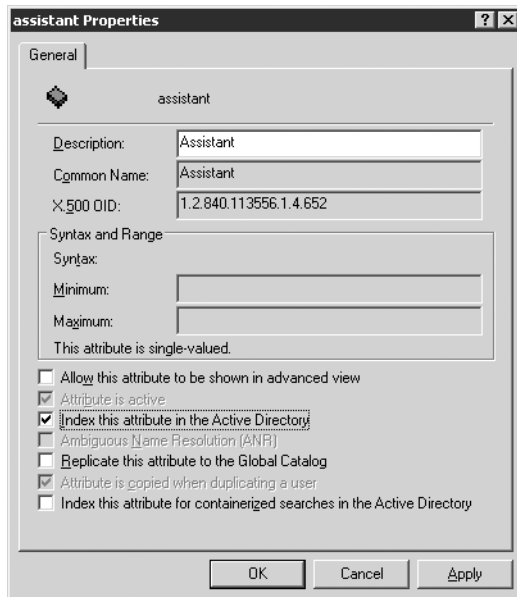 assistant Properties
General
assistant
Description: Assistant
Common Name: Assistant
X.500 OID: 1.2.840.113556.1.4.652
Syntax and Range
Syntax:
Minimum:
Maximum:
This attribute is single-valued.
Allow this attribute to be shown in advanced view
Attribute is active
Index this attribute in the Active Directory
Ambiguous Name Resolution (ANR)
Replicate this attribute to the Global Catalog
Attribute is copied when duplicating a user
Index this attribute for containerized searches in the Active Directory
OK Cancel Apply